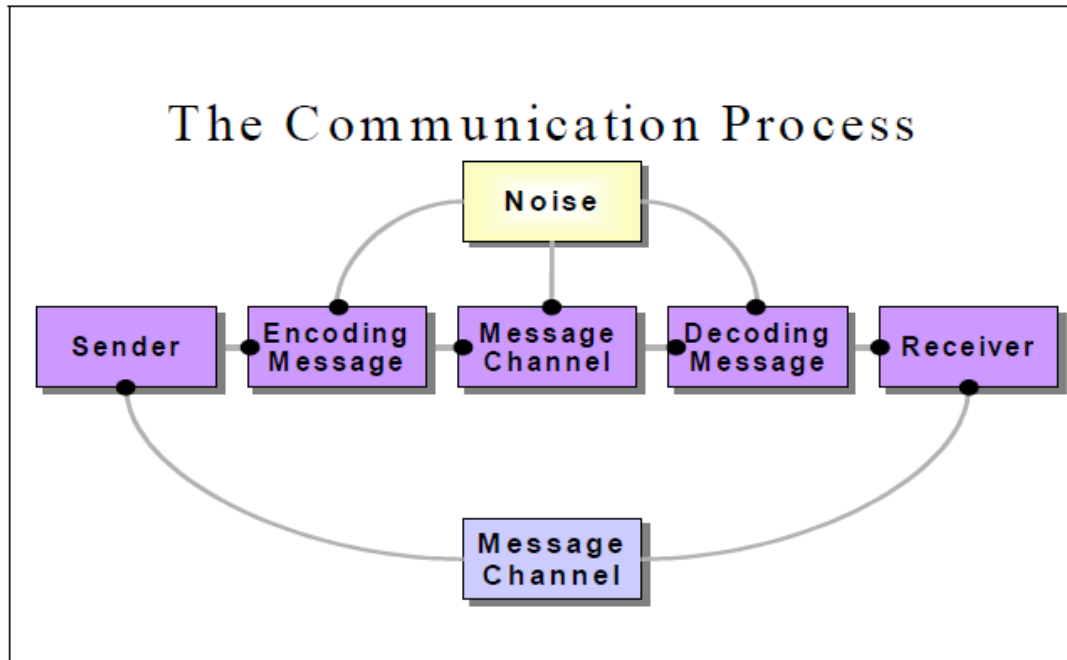 The Communication Process
Noise
Sender
Encoding
Message
Message
Channel
Decoding
Message
Receiver
Message
Channel